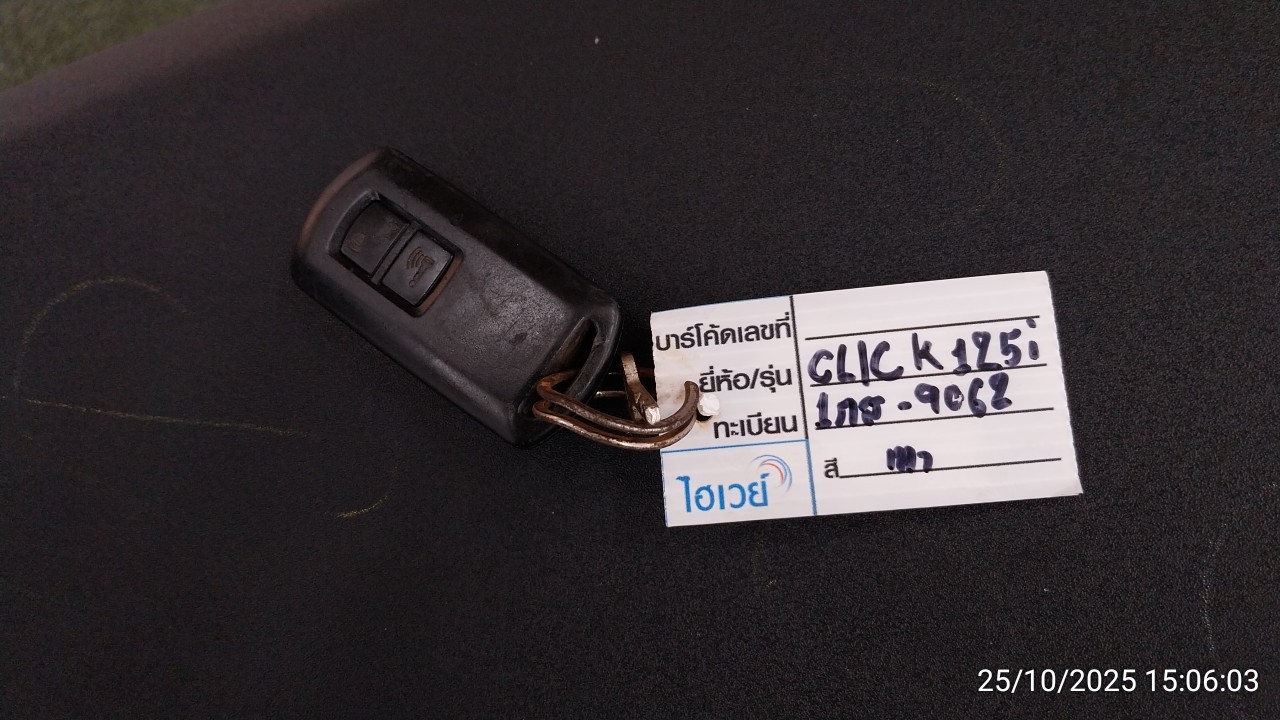 บาร์โค้ดเลขที่
ยี่ห้อ/รุ่น CLICK 125i
ทะเบียน 1กธ-9062
สี เทา
ไฮเวย์
25/10/2025 15:06:03